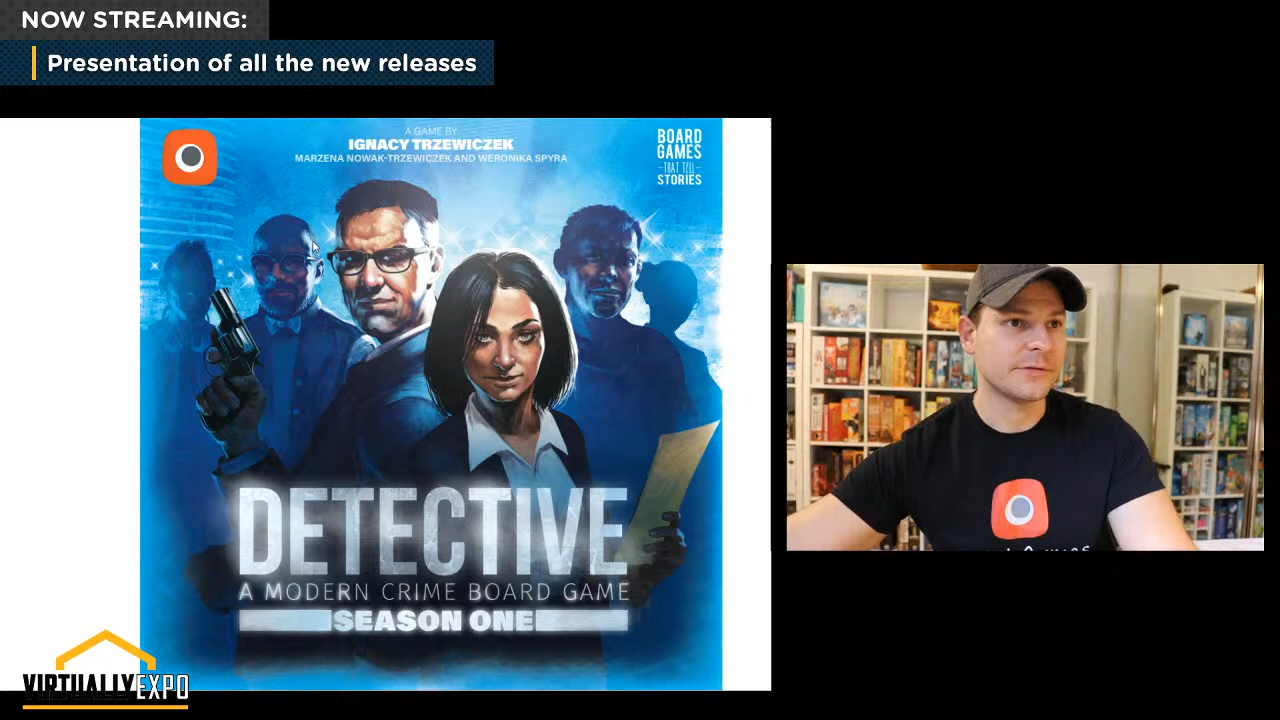 NOW STREAMING:
Presentation of all the new releases
A GAME BY
IGNACY TRZEWICZEK
MARZENA NOWAK-TRZEWICZEK AND WERONIKA SPYRA
BOARD
GAMES
THAT TELL
STORIES
DETECTIVE
A MODERN CRIME BOARD GAME
SEASON ONE
VIRTUALLY EXPO